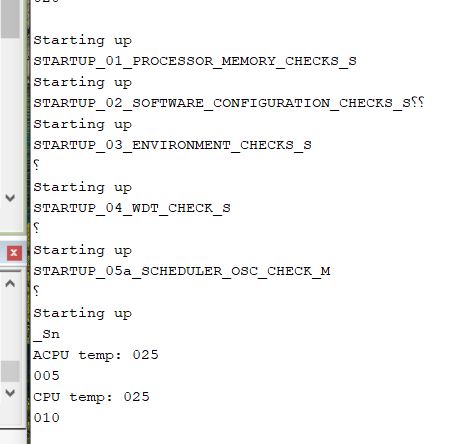 Starting up
STARTUP_01_PROCESSOR_MEMORY_CHECKS_S
Starting up
STARTUP_02_SOFTWARE_CONFIGURATION_CHECKS_S⸮⸮
Starting up
STARTUP_03_ENVIRONMENT_CHECKS_S
⸮
Starting up
STARTUP_04_WDT_CHECK_S
⸮
Starting up
STARTUP_05a_SCHEDULER_OSC_CHECK_M
⸮
Starting up
_Sn
ACPU temp: 025
005
CPU temp: 025
010